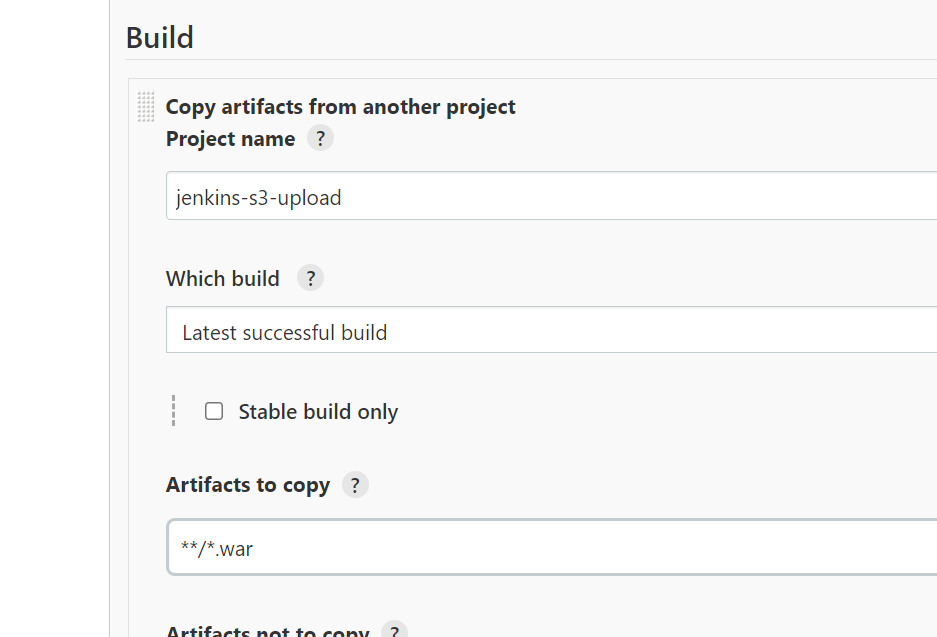 Build
Copy artifacts from another project
Project name ?
jenkins-s3-upload
Which build ?
Latest successful build
Stable build only
Artifacts to copy ?
**/*.war
Artifacts not to copy ?